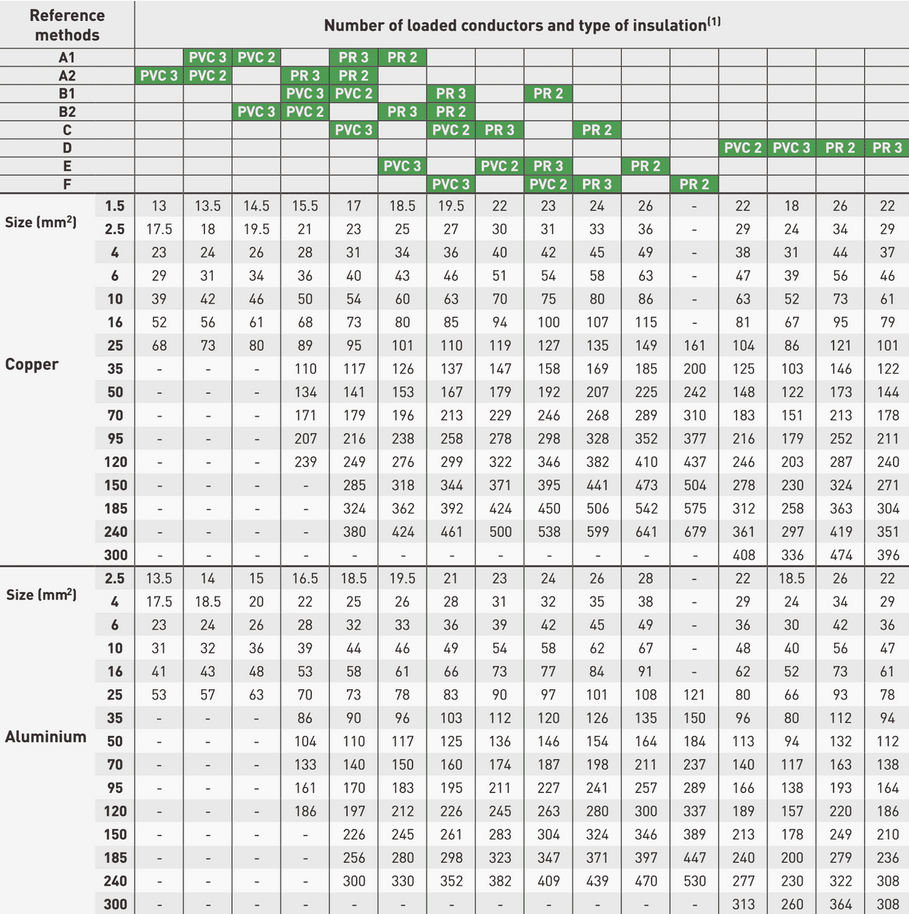 Reference methods Number of loaded conductors and type of insulation(1)
A1 PVC 3 PVC 2 PR 3 PR 2
A2 PVC 3 PVC 2 PR 3 PR 2
B1 PVC 3 PVC 2 PR 3 PR 2
B2 PVC 3 PVC 2 PR 3 PR 2
C PVC 3 PVC 2 PR 3 PR 2
D PVC 2 PVC 3 PR 2 PR 3
E PVC 3 PVC 2 PR 3 PR 2
F PVC 3 PVC 2 PR 3 PR 2
Size (mm²)
Copper
1.5 13 13.5 14.5 15.5 17 18.5 19.5 22 23 24 26 - 22 18 26 22
2.5 17.5 18 19.5 21 23 25 27 30 31 33 36 - 29 24 34 29
4 23 24 26 28 31 34 36 40 42 45 49 - 38 31 44 37
6 29 31 34 36 40 43 46 51 54 58 63 - 47 39 56 46
10 39 42 46 50 54 60 63 70 75 80 86 - 63 52 73 61
16 52 56 61 68 73 80 85 94 100 107 115 - 81 67 95 79
25 68 73 80 89 95 101 110 119 127 135 149 161 104 86 121 101
35 - - - 110 117 126 137 147 158 169 185 200 125 103 146 122
50 - - - 134 141 153 167 179 192 207 225 242 148 122 173 144
70 - - - 171 179 196 213 229 246 268 289 310 183 151 213 178
95 - - - 207 216 238 258 278 298 328 352 377 216 179 252 211
120 - - - 239 249 276 299 322 346 382 410 437 246 203 287 240
150 - - - - 285 318 344 371 395 441 473 504 278 230 324 271
185 - - - - 324 362 392 424 450 506 542 575 312 258 363 304
240 - - - - 380 424 461 500 538 599 641 679 361 297 419 351
300 - - - - - - - - - - - - 408 336 474 396
Size (mm²)
Aluminium
2.5 13.5 14 15 16.5 18.5 19.5 21 23 24 26 28 - 22 18.5 26 22
4 17.5 18.5 20 22 25 26 28 31 32 35 38 - 29 24 34 29
6 23 24 26 28 32 33 36 39 42 45 49 - 36 30 42 36
10 31 32 36 39 44 46 49 54 58 62 67 - 48 40 56 47
16 41 43 48 53 58 61 66 73 77 84 91 - 62 52 73 61
25 53 57 63 70 73 78 83 90 97 101 108 121 80 66 93 78
35 - - - 86 90 96 103 112 120 126 135 150 96 80 112 94
50 - - - 104 110 117 125 136 146 154 164 184 113 94 132 112
70 - - - 133 140 150 160 174 187 198 211 237 140 117 163 138
95 - - - 161 170 183 195 211 227 241 257 289 166 138 193 164
120 - - - 186 197 212 226 245 263 280 300 337 189 157 220 186
150 - - - - 226 245 261 283 304 324 346 389 213 178 249 210
185 - - - - 256 280 298 323 347 371 397 447 240 200 279 236
240 - - - - 300 330 352 382 409 439 470 530 277 230 322 308
300 - - - - - - - - - - - - 313 260 364 308